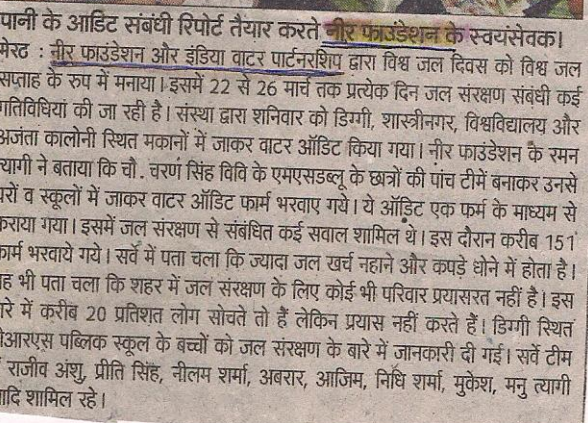 पानी के आडिट संबंधी रिपोर्ट तैयार करते नीर फाउंडेशन के स्वयंसेवक।
मेरठ : नीर फाउंडेशन और इंडिया वाटर पार्टनरशिप द्वारा विश्व जल दिवस को विश्व जल
सप्ताह के रुप में मनाया। इसमें 22 से 26 मार्च तक प्रत्येक दिन जल संरक्षण संबंधी कई
गतिविधियां की जा रही है। संस्था द्वारा शनिवार को डिग्गी, शास्त्रीनगर, विश्वविद्यालय और
अजंता कालोनी स्थित मकानों में जाकर वाटर ऑडिट किया गया। नीर फाउंडेशन के रमन
त्यागी ने बताया कि चौ. चरण सिंह विवि के एमएसडब्लू के छात्रों की पांच टीमें बनाकर उनसे
घरों व स्कूलों में जाकर वाटर ऑडिट फार्म भरवाए गये। ये ऑडिट एक फर्म के माध्यम से
कराया गया। इसमें जल संरक्षण से संबंधित कई सवाल शामिल थे। इस दौरान करीब 151
फार्म भरवाये गये। सर्वे में पता चला कि ज्यादा जल खर्च नहाने और कपड़े धोने में होता है।
यह भी पता चला कि शहर में जल संरक्षण के लिए कोई भी परिवार प्रयासरत नहीं है। इस
बारे में करीब 20 प्रतिशत लोग सोचते तो हैं लेकिन प्रयास नहीं करते हैं। डिग्गी स्थित
पब्लिक स्कूल के बच्चों को जल संरक्षण के बारे में जानकारी दी गई। सर्वे टीम
राजीव अंशु, प्रीति सिंह, नीलम शर्मा, अबरार, आजिम, निधि शर्मा, मुकेश, मनु त्यागी
आदि शामिल रहे।